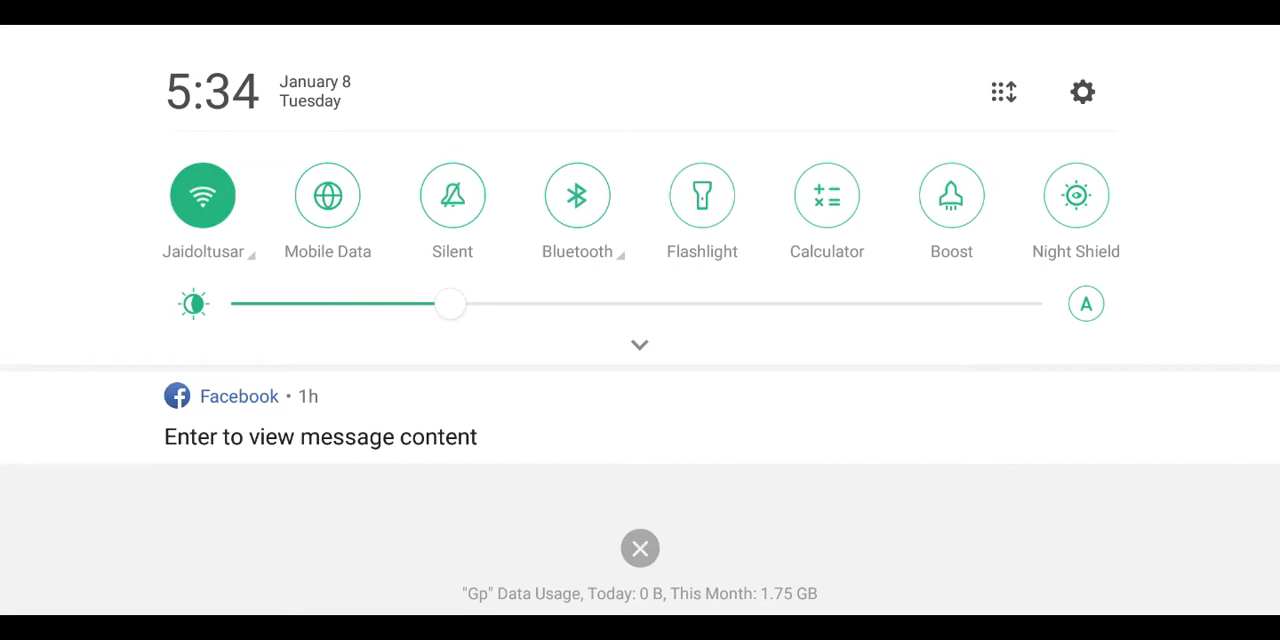 5:34
January 8
Tuesday
Jaidoltusar
Mobile Data
Silent
Bluetooth
Flashlight
Calculator
Boost
Night Shield
A
Facebook • 1h
Enter to view message content
"Gp" Data Usage, Today: 0 B, This Month: 1.75 GB